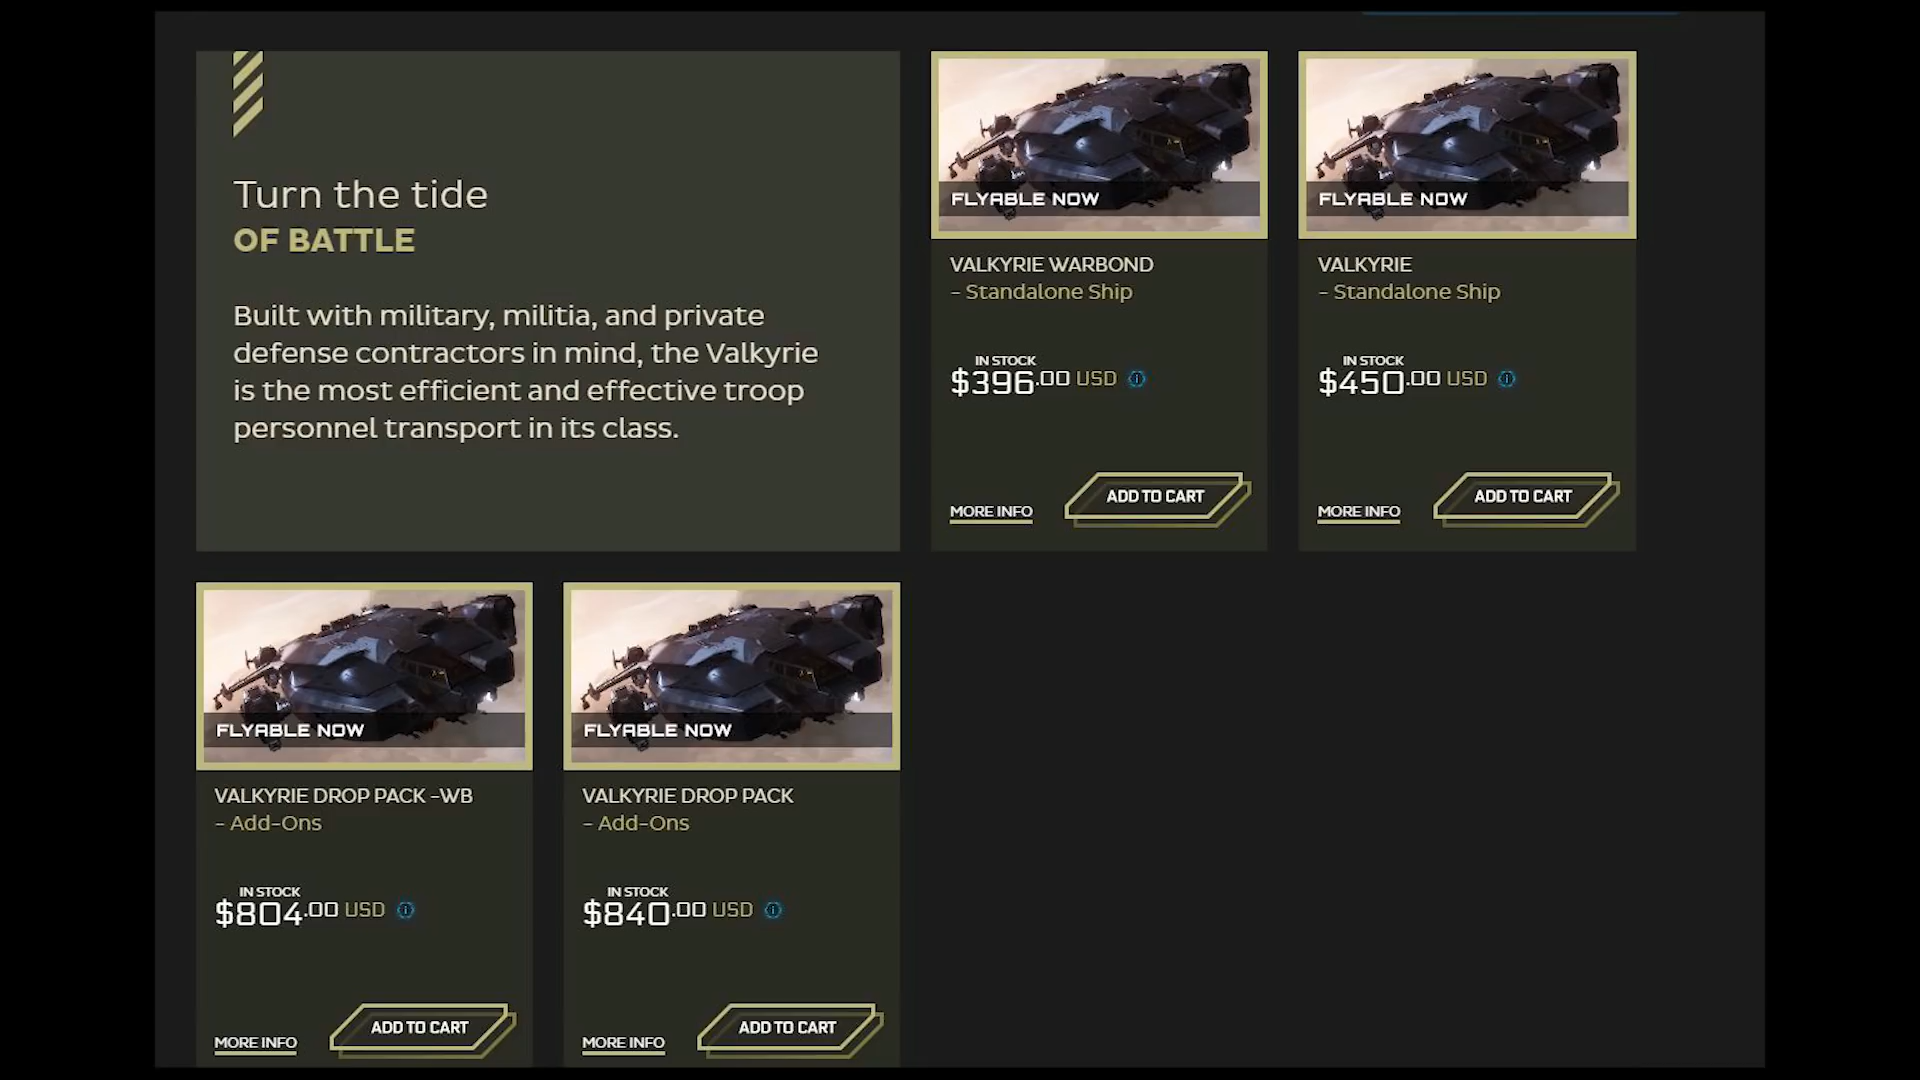 Turn the tide
OF BATTLE
Built with military, militia, and private
defense contractors in mind, the Valkyrie
is the most efficient and effective troop
personnel transport in its class.
FLYABLE NOW
VALKYRIE WARBOND
- Standalone Ship
IN STOCK
$396.00 USD
MORE INFO
ADD TO CART
FLYABLE NOW
VALKYRIE
- Standalone Ship
IN STOCK
$450.00 USD
MORE INFO
ADD TO CART
FLYABLE NOW
VALKYRIE DROP PACK -WB
- Add-Ons
IN STOCK
$804.00 USD
MORE INFO
ADD TO CART
FLYABLE NOW
VALKYRIE DROP PACK
- Add-Ons
IN STOCK
$840.00 USD
MORE INFO
ADD TO CART